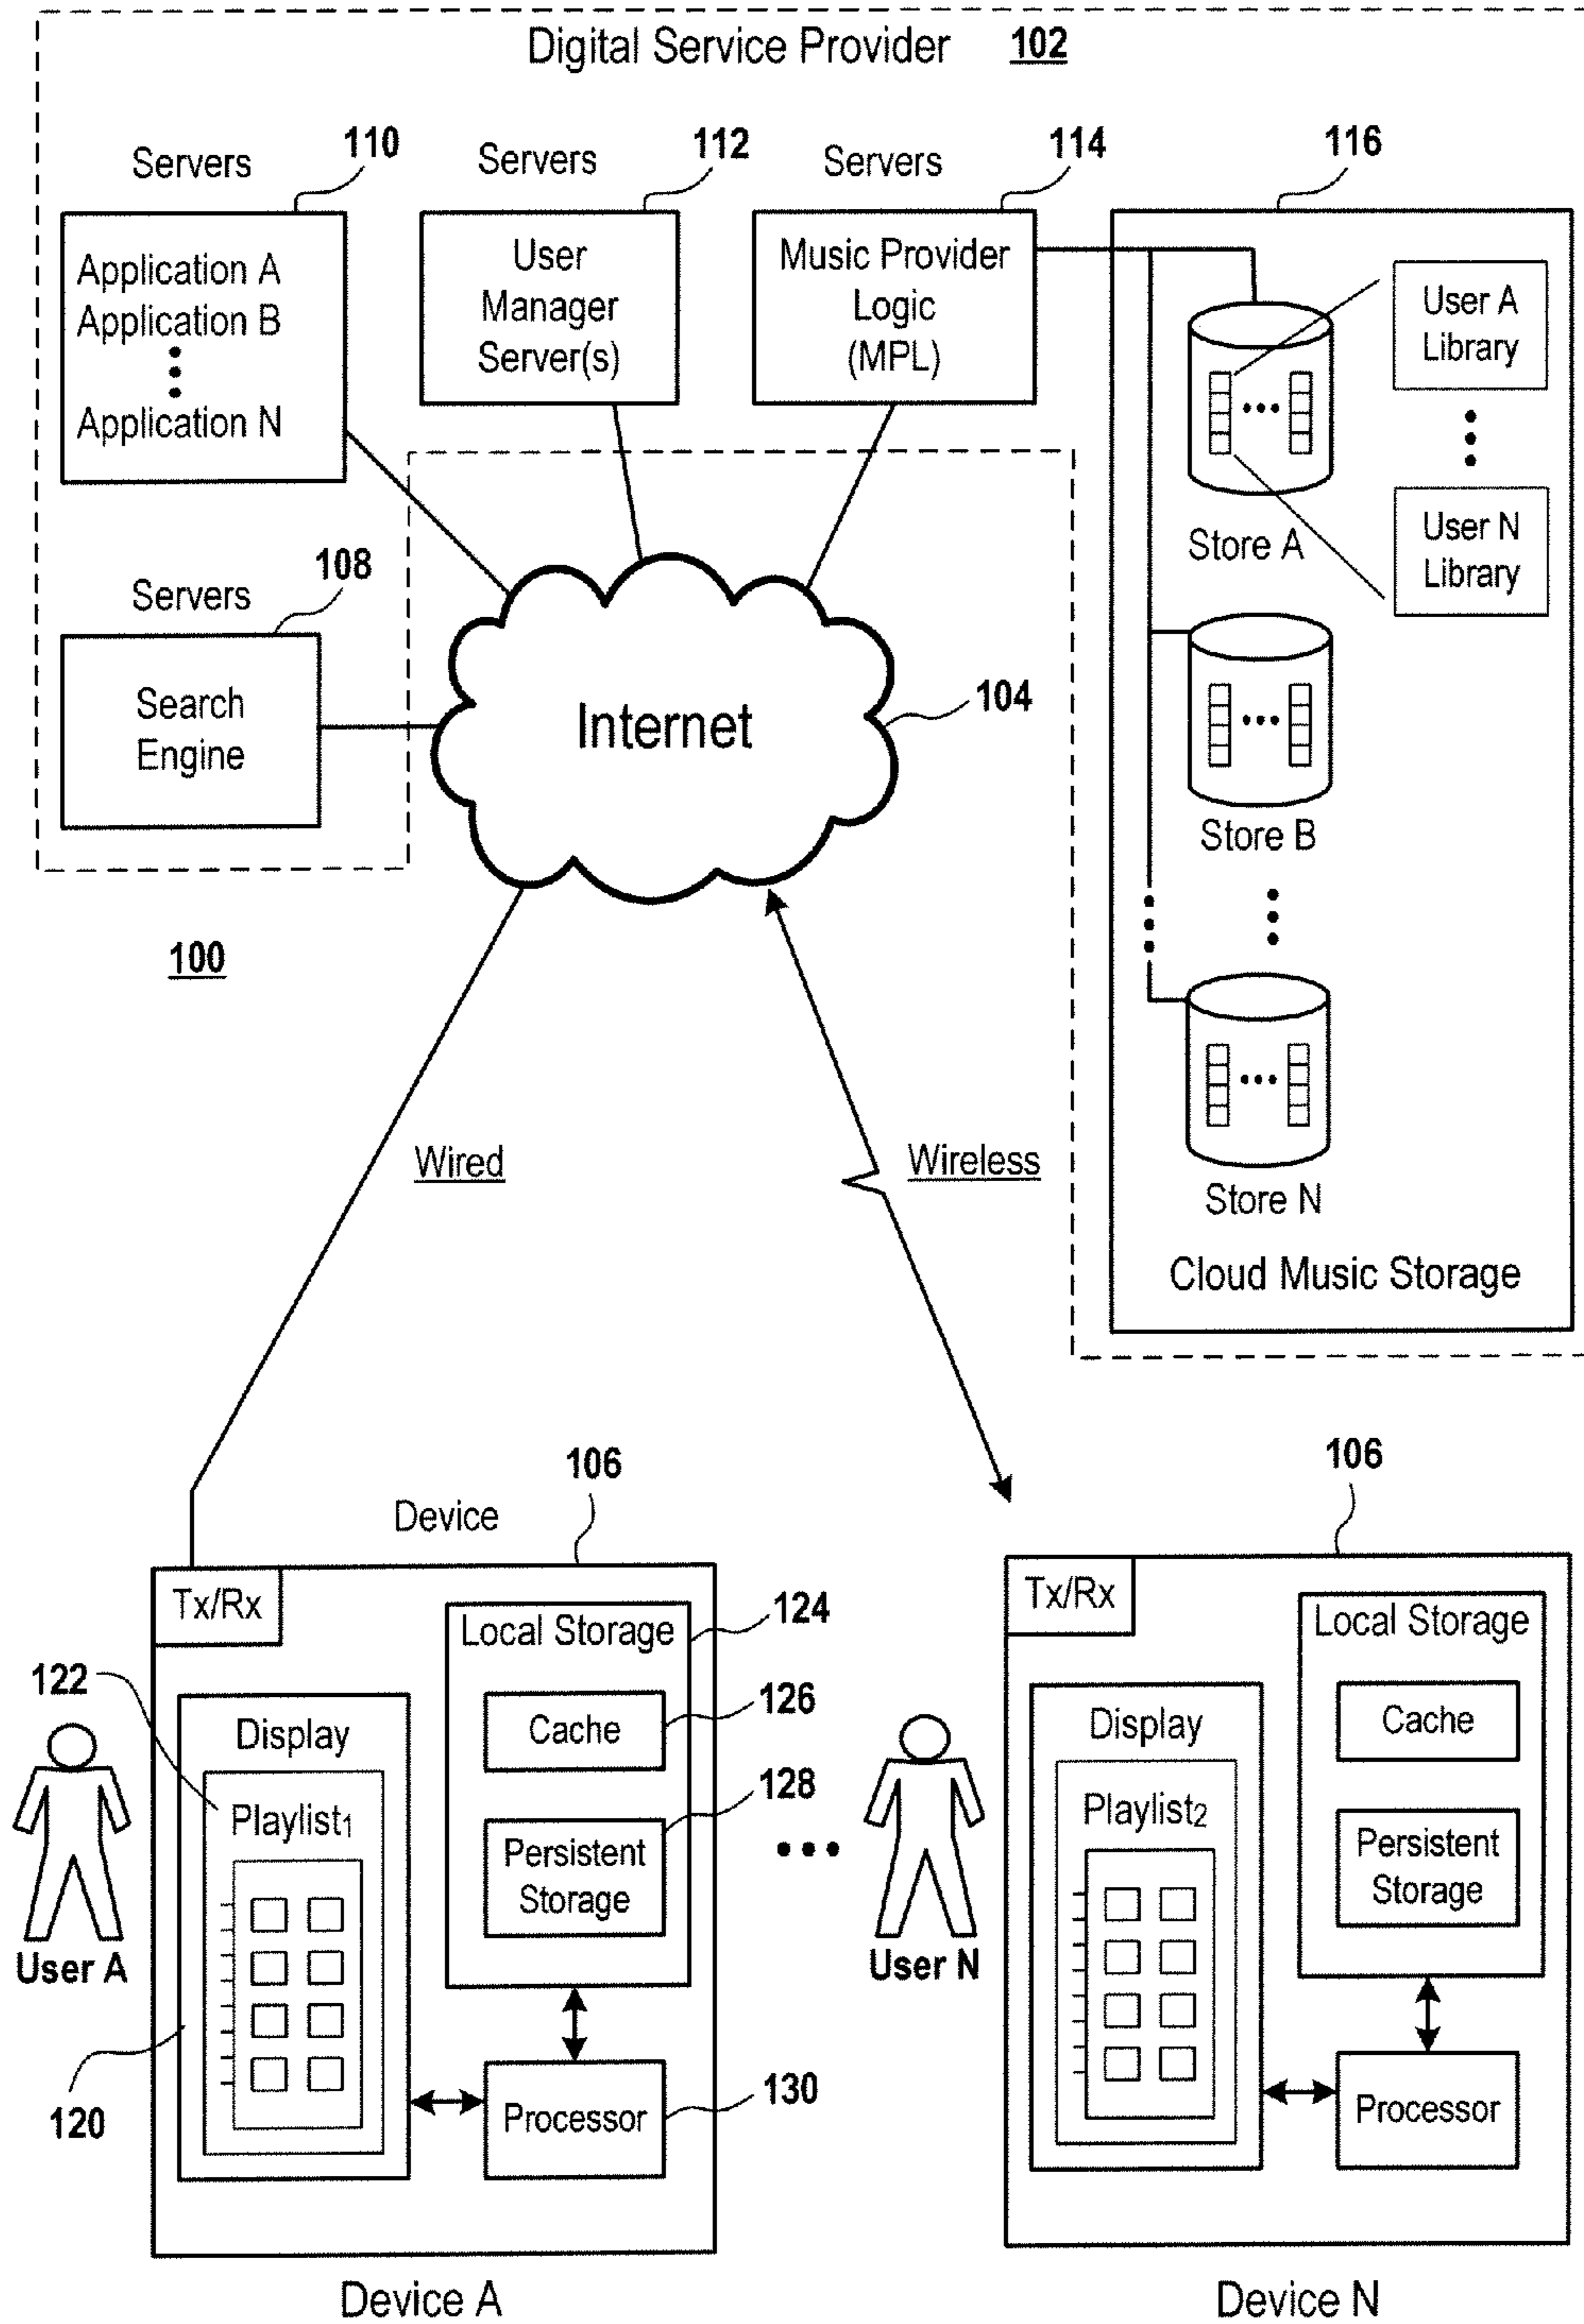 Digital Service Provider 102
Servers 110
Servers 112
Servers 114
116
Application A
Application B
Application N
User
Manager
Server(s)
Music Provider
Logic
(MPL)
User A
Library
User N
Library
Store A
Servers 108
Search
Engine
Internet
104
Store B
100
Store N
Cloud Music Storage
Wired
Wireless
Device
106
106
Tx/Rx
Local Storage
124
122
Cache
126
Display
Playlist1
Persistent
Storage
128
User A
120
Processor
130
Device A
Tx/Rx
Local Storage
Cache
Display
Playlist2
Persistent
Storage
User N
Processor
Device N